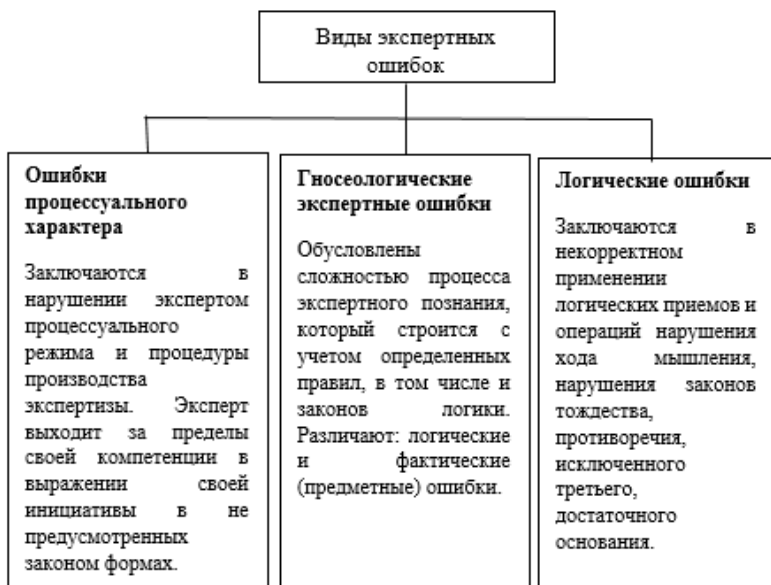 Виды экспертных
ошибок
Ошибки
процессуального
характера
Заключаются в
нарушении экспертом
процессуального
режима и процедуры
производства
экспертизы. Эксперт
выходит за пределы
своей компетенции в
выражении своей
инициативы в не
предусмотренных
законом формах.
Гносеологические
экспертные ошибки
Обусловлены
сложностью процесса
экспертного познания,
который строится с
учетом определенных
правил, в том числе и
законов логики.
Различают: логические
и фактические
(предметные) ошибки.
Логические ошибки
Заключаются в
некорректном
применении
логических приемов и
операций нарушения
хода мышления,
нарушения законов
тождества,
противоречия,
исключенного
третьего,
достаточного
основания.